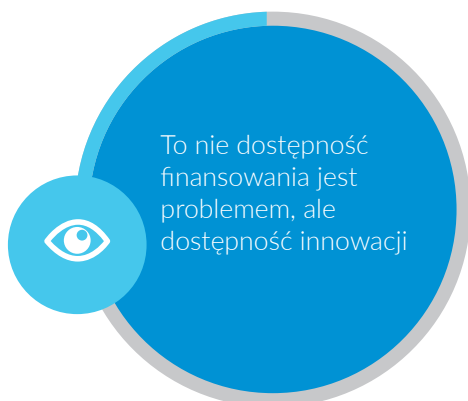 To nie dostępność
finansowania jest
problemem, ale
dostępność innowacji